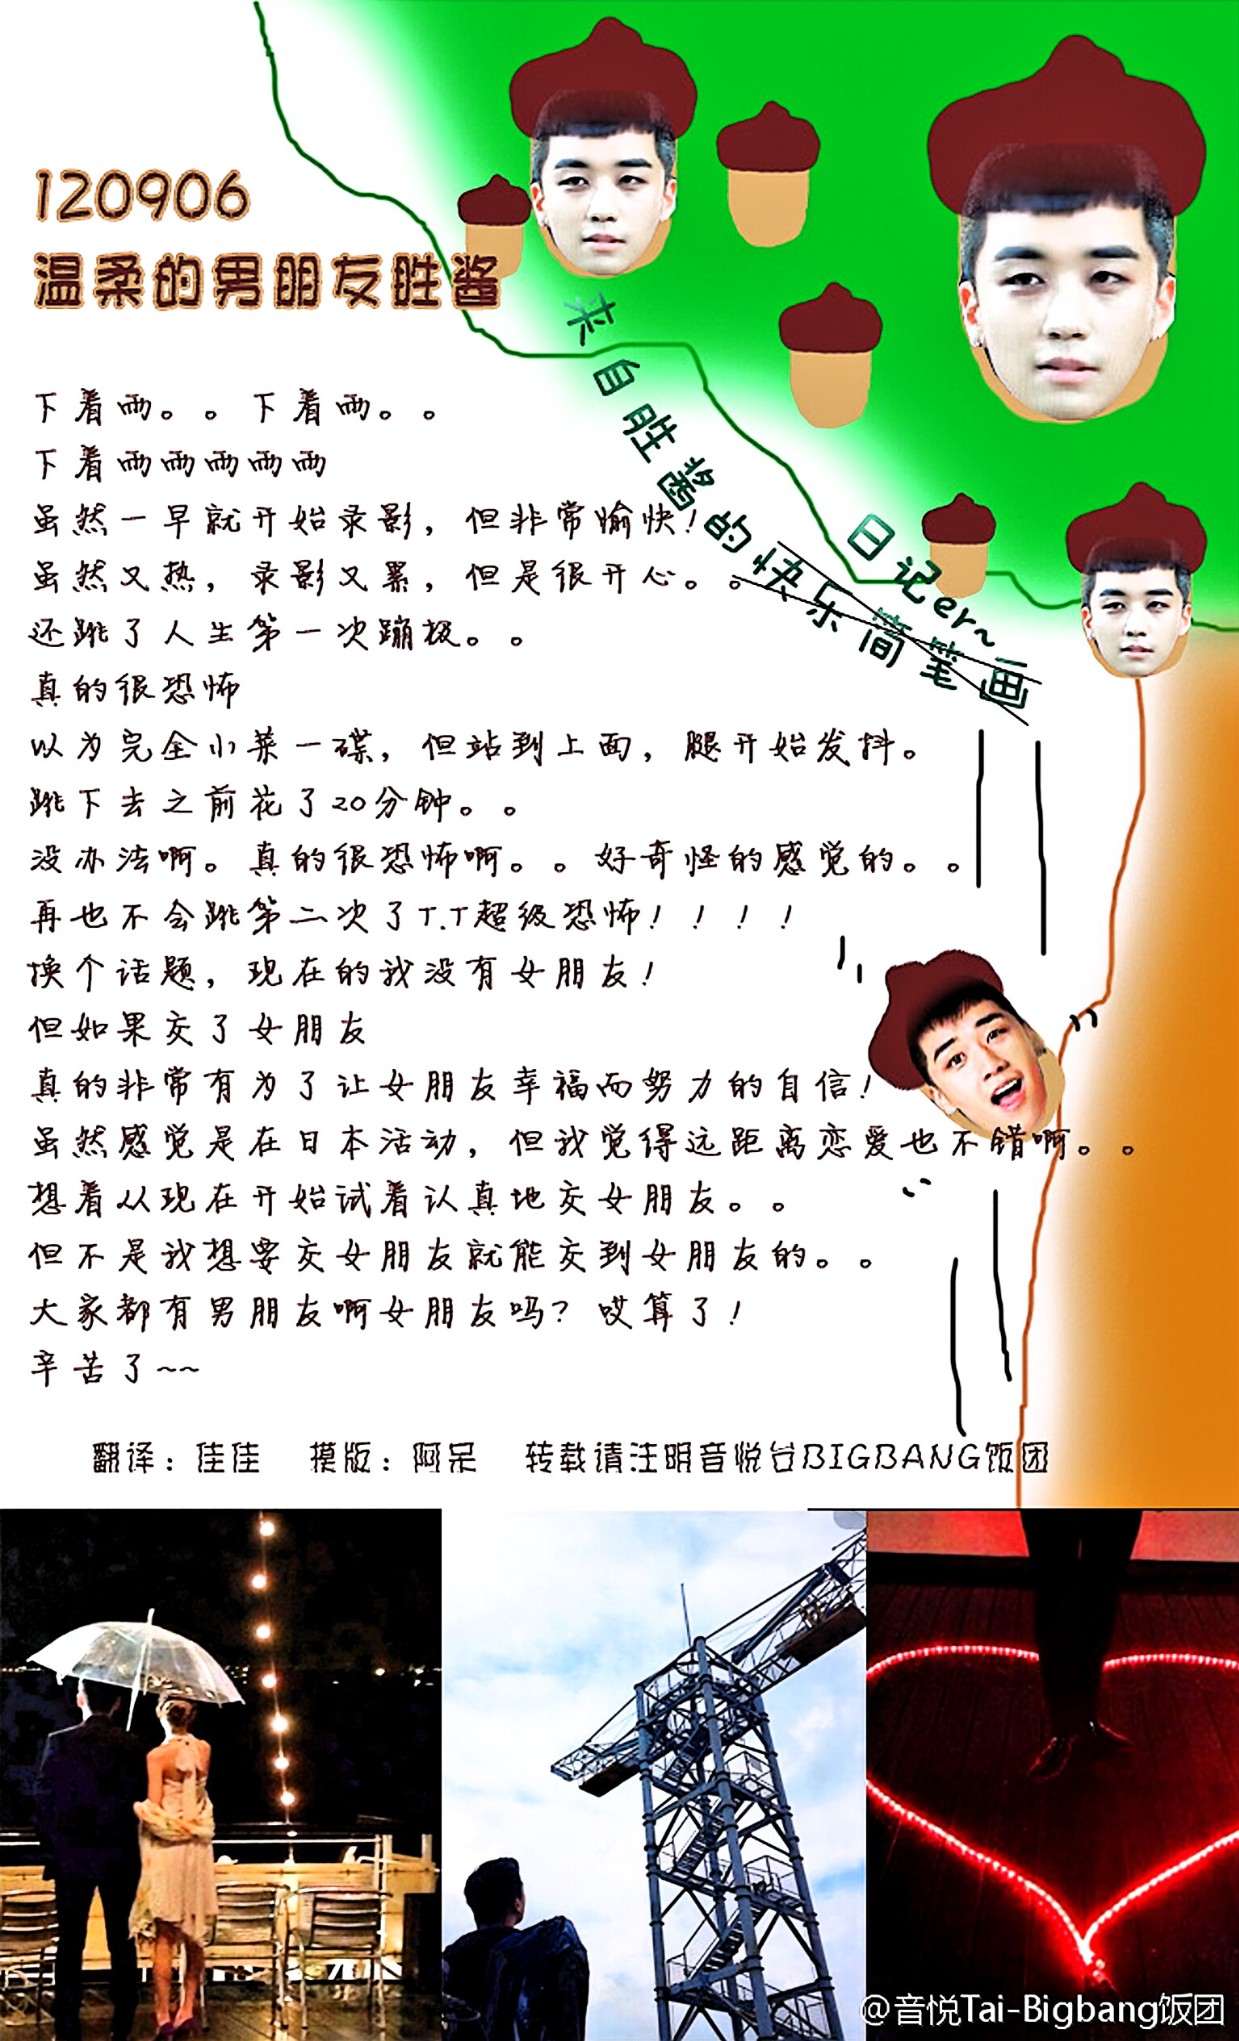 120906
温柔的男朋友胜酱
来自胜酱的快乐简笔画
日记er~
下着雨。。下着雨。。
下着雨雨雨雨雨
虽然一早就开始录影，但非常愉快！
虽然又热，录影又累，但是很开心。。
还跳了人生第一次蹦极。。
真的很恐怖
以为完全小菜一碟，但站到上面，腿开始发抖。
跳下去之前花了20分钟。。
没办法啊。真的很恐怖啊。。好奇怪的感觉的。。
再也不会跳第二次了T.T超级恐怖！！！！
换个话题，现在的我没有女朋友！
但如果交了女朋友
真的非常有为了让女朋友幸福而努力的自信！
虽然感觉是在日本活动，但我觉得远距离恋爱也不错啊。。
想着从现在开始试着认真地交女朋友。。
但不是我想要交女朋友就能交到女朋友的。。
大家都有男朋友啊女朋友吗？哎算了！
辛苦了~~
翻译：佳佳 摸版：阿呆 转载请注明音悦台BIGBANG饭团
@音悦Tai-Bigbang饭团